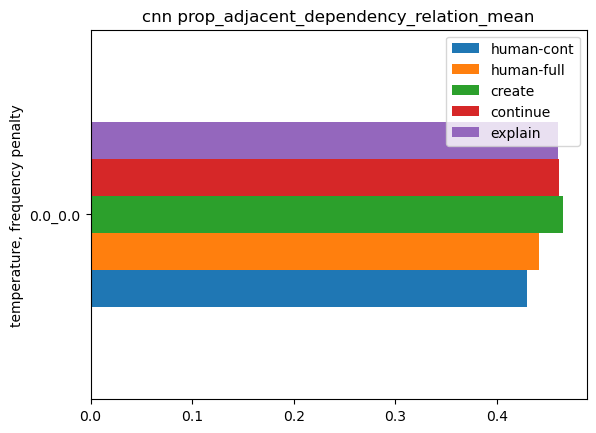 cnn prop_adjacent_dependency_relation_mean
human-cont
human-full
create
continue
explain
temperature, frequency penalty
0.0_0.0
0.0 0.1 0.2 0.3 0.4